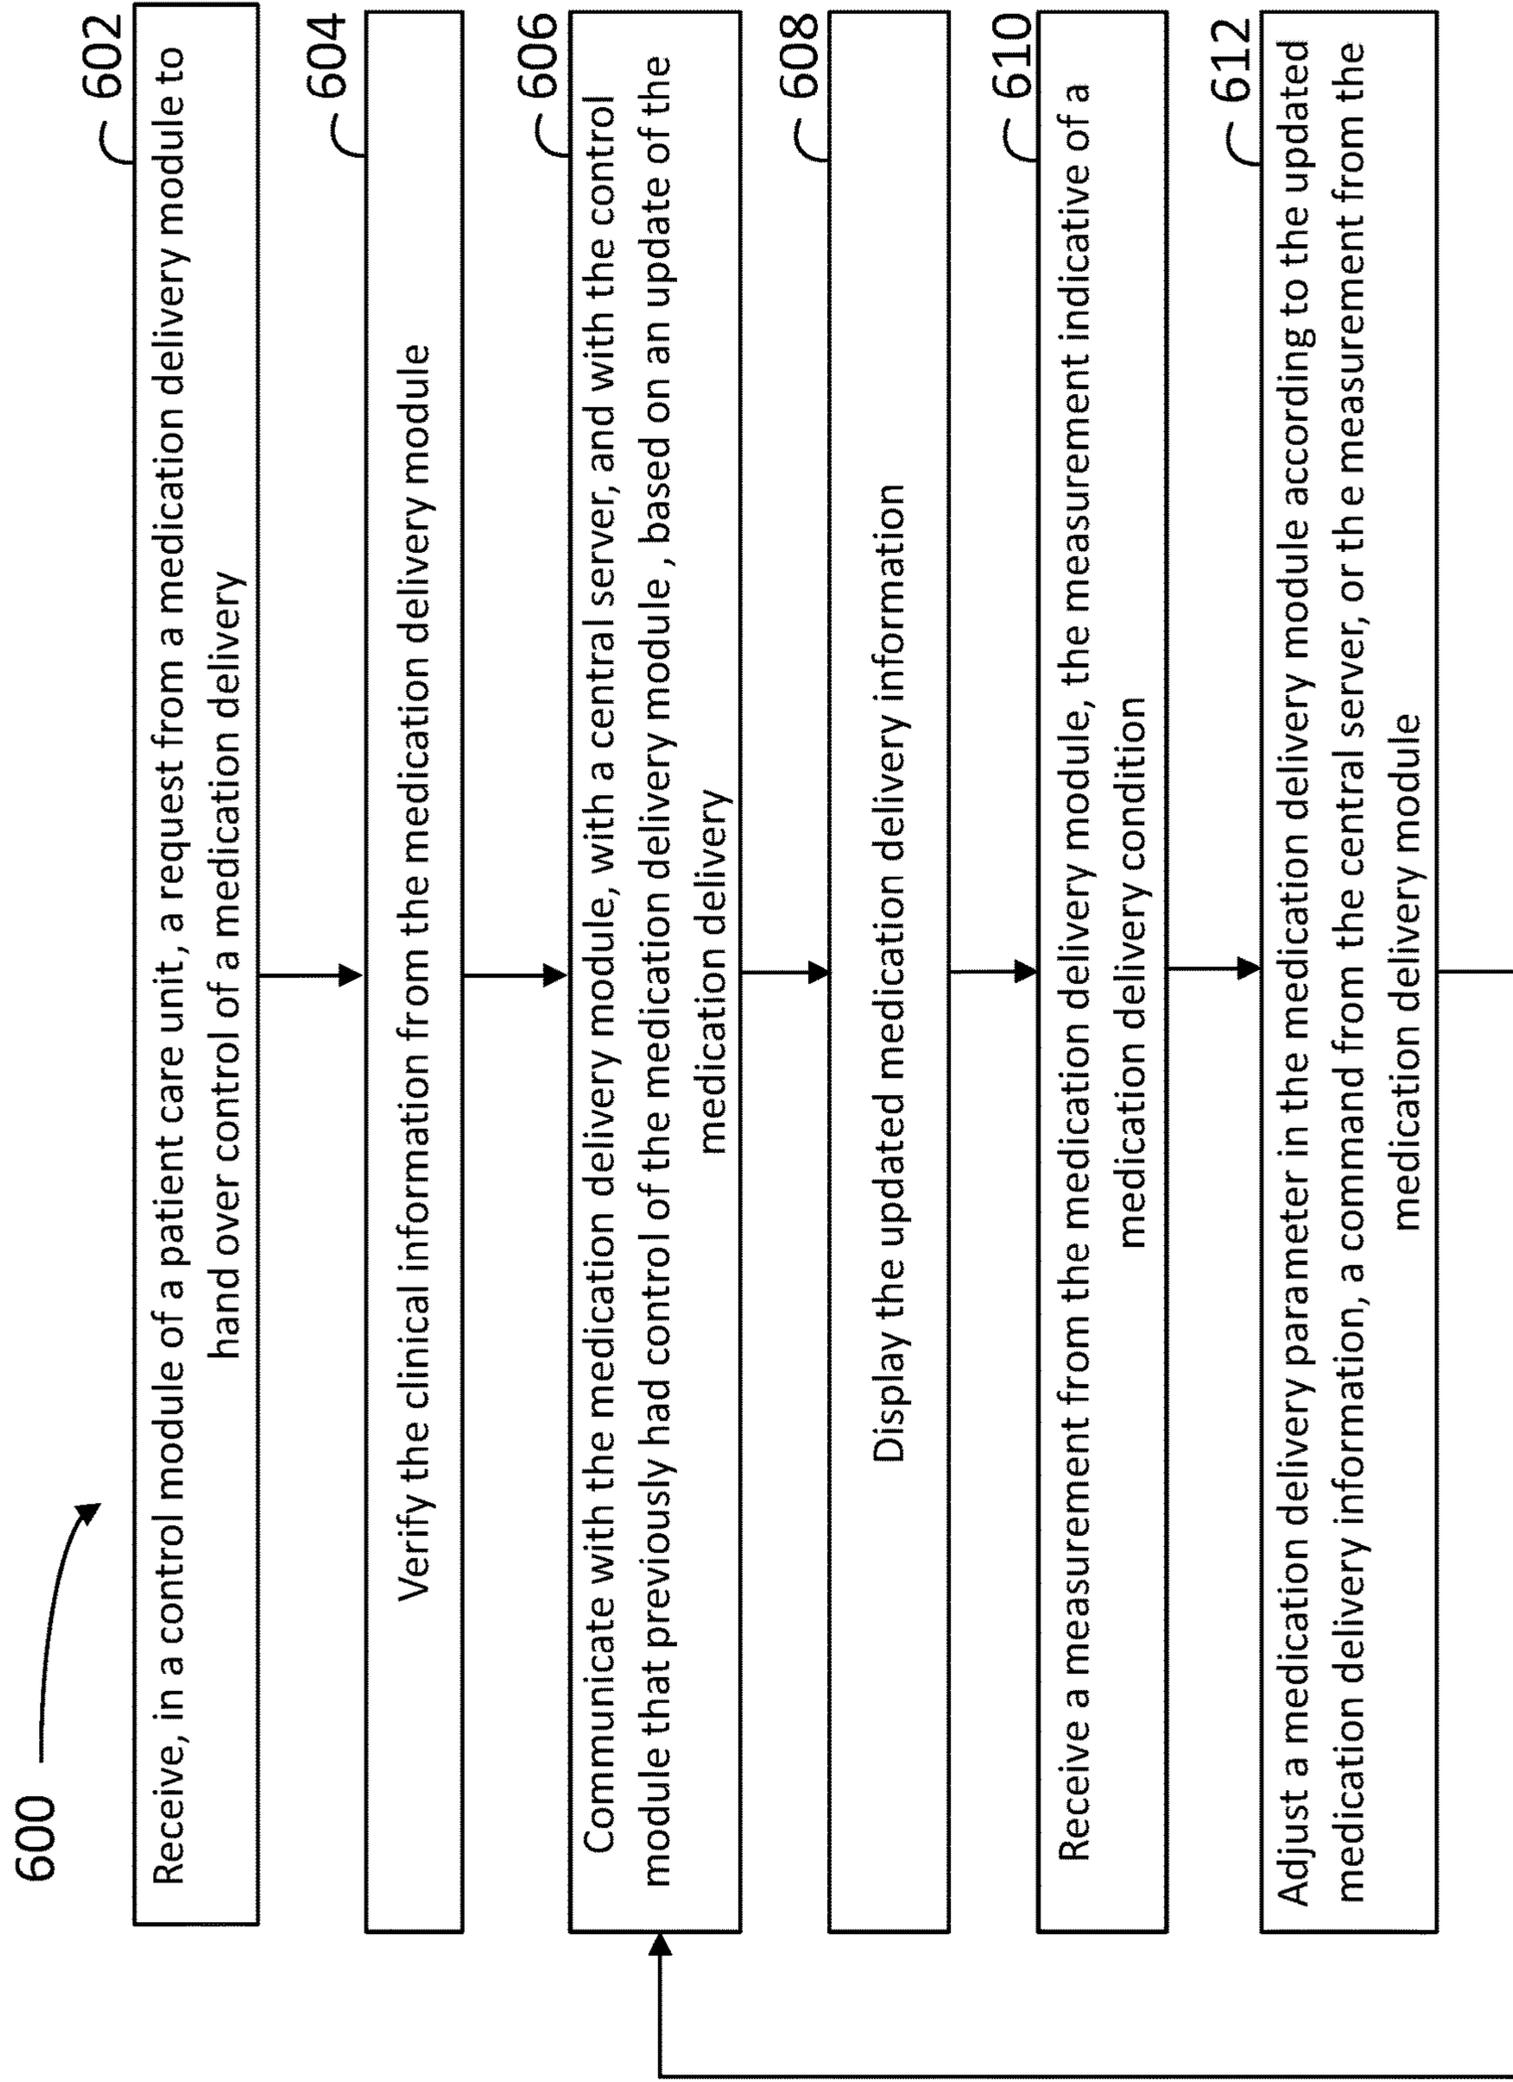 600
602
Receive, in a control module of a patient care unit, a request from a medication delivery module to
hand over control of a medication delivery
604
Verify the clinical information from the medication delivery module
606
Communicate with the medication delivery module, with a central server, and with the control
module that previously had control of the medication delivery module , based on an update of the
medication delivery
608
Display the updated medication delivery information
610
Receive a measurement from the medication delivery module, the measurement indicative of a
medication delivery condition
612
Adjust a medication delivery parameter in the medication delivery module according to the updated
medication delivery information, a command from the central server, or the measurement from the
medication delivery module